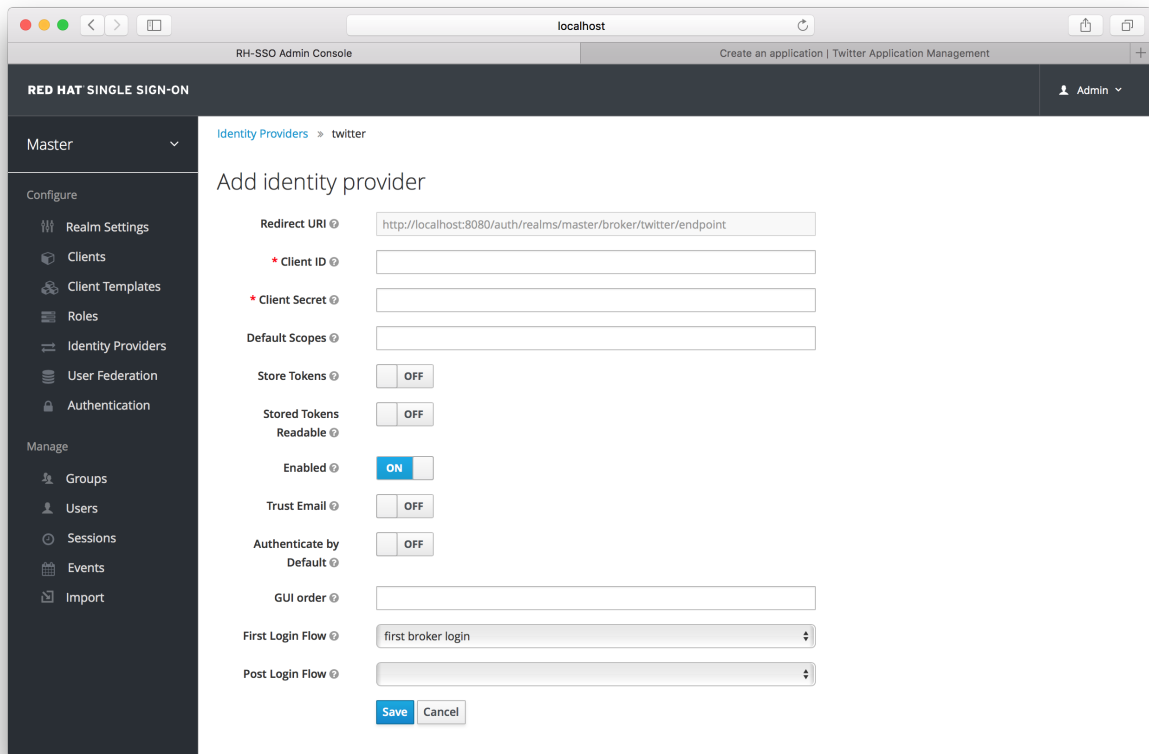 localhost
RH-SSO Admin Console
Create an application | Twitter Application Management
RED HAT SINGLE SIGN-ON
Admin
Master
Configure
Realm Settings
Clients
Client Templates
Roles
Identity Providers
User Federation
Authentication
Manage
Groups
Users
Sessions
Events
Import
Identity Providers » twitter
Add identity provider
Redirect URI
http://localhost:8080/auth/realms/master/broker/twitter/endpoint
* Client ID
* Client Secret
Default Scopes
Store Tokens OFF
Stored Tokens
Readable
OFF
Enabled ON
Trust Email OFF
Authenticate by
Default
OFF
GUI order
First Login Flow first broker login
Post Login Flow
Save Cancel